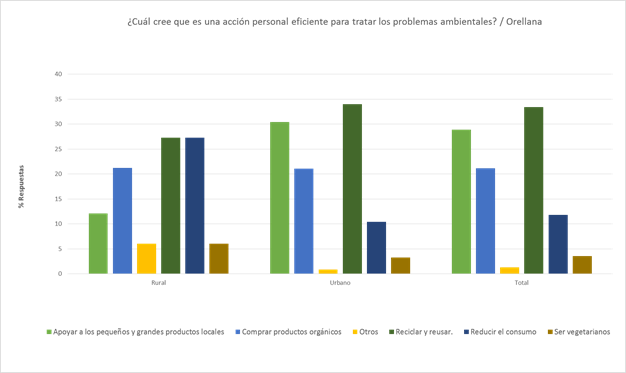 ¿Cuál cree que es una acción personal eficiente para tratar los problemas ambientales? / Orellana
40
35
30
25
20
15
10
5
0
% Respuestas
Rural Urbano Total
Apoyar a los pequeños y grandes productos locales Comprar productos orgánicos Otros Reciclar y reusar. Reducir el consumo Ser vegetarianos